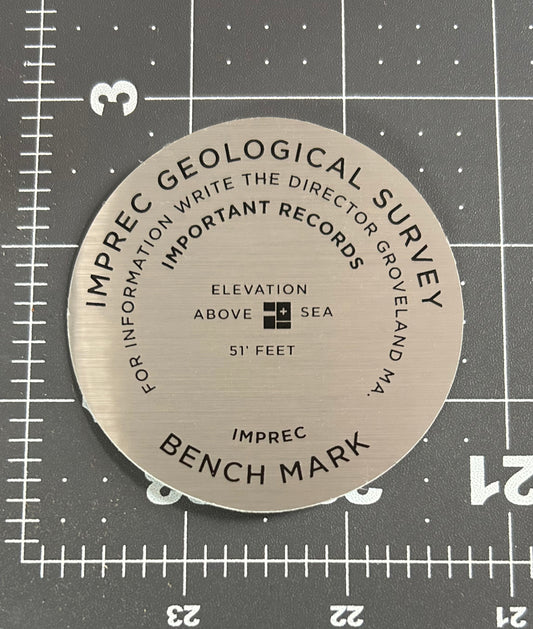 IMPREC GEOLOGICAL SURVEY
FOR INFORMATION WRITE THE DIRECTOR GROVELAND MA.
IMPORTANT RECORDS
ELEVATION
ABOVE SEA
51' FEET
IMPREC
BENCH MARK
3
21
23
22
21